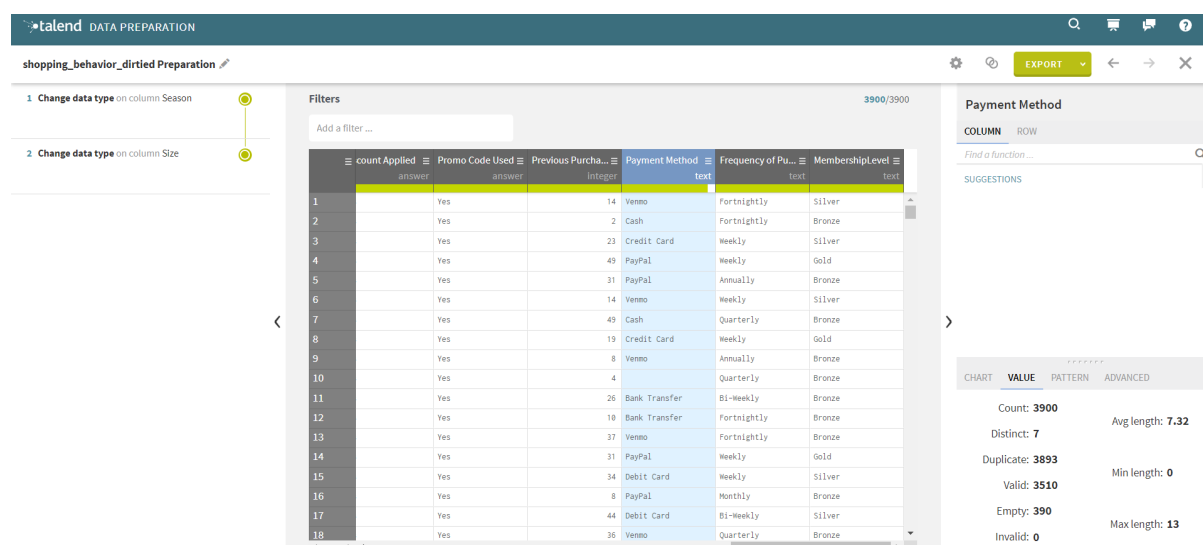 talend DATA PREPARATION
shopping_behavior_dirtied Preparation
EXPORT
1 Change data type on column Season
2 Change data type on column Size
Filters 3900/3900
Add a filter ...
count Applied Promo Code Used Previous Purcha... Payment Method Frequency of Pu... MembershipLevel
answer answer integer text text text
1 Yes 14 Venmo Fortnightly Silver
2 Yes 2 Cash Fortnightly Bronze
3 Yes 23 Credit Card Weekly Silver
4 Yes 49 PayPal Weekly Gold
5 Yes 31 PayPal Annually Bronze
6 Yes 14 Venmo Weekly Silver
7 Yes 49 Cash Quarterly Bronze
8 Yes 19 Credit Card Weekly Gold
9 Yes 8 Venmo Annually Bronze
10 Yes 4 Quarterly Bronze
11 Yes 26 Bank Transfer Bi-Weekly Bronze
12 Yes 10 Bank Transfer Fortnightly Bronze
13 Yes 37 Venmo Fortnightly Bronze
14 Yes 31 PayPal Weekly Gold
15 Yes 34 Debit Card Weekly Silver
16 Yes 8 PayPal Monthly Bronze
17 Yes 44 Debit Card Bi-Weekly Silver
18 Yes 36 Venmo Quarterly Bronze
Payment Method
COLUMN ROW
Find a function ...
SUGGESTIONS
CHART VALUE PATTERN ADVANCED
Count: 3900
Distinct: 7
Duplicate: 3893
Valid: 3510
Empty: 390
Invalid: 0
Avg length: 7.32
Min length: 0
Max length: 13